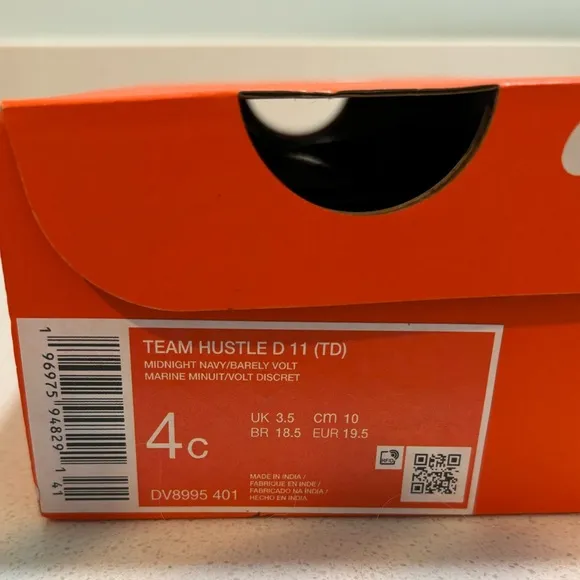 TEAM HUSTLE D 11 (TD)
MIDNIGHT NAVY/BARELY VOLT
MARINE MINUIT/VOLT DISCRET
4c
UK 3.5 cm 10
BR 18.5 EUR 19.5
MADE IN INDIA /
FABRIQUE EN INDE /
FABRICADO NA ÍNDIA /
HECHO EN INDIA
DV8995 401
RFID
1 96975 94829 1 41